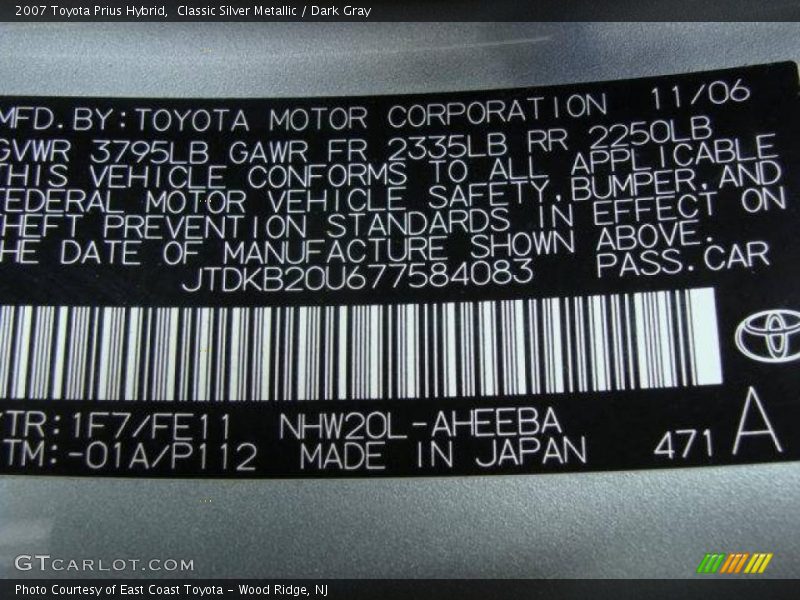 2007 Toyota Prius Hybrid,  Classic Silver Metallic / Dark Gray
MFD.BY:TOYOTA MOTOR CORPORATION 11/06
GVWR 3795LB GAWR FR 2335LB RR 2250LB
THIS VEHICLE CONFORMS TO ALL APPLICABLE
FEDERAL MOTOR VEHICLE SAFETY,BUMPER,AND
THEFT PREVENTION STANDARDS IN EFFECT ON
THE DATE OF MANUFACTURE SHOWN ABOVE.
JTDKB20U677584083 PASS.CAR
/TR:1F7/FE11 NHW20L-AHEEBA
TM:-01A/P112 MADE IN JAPAN 471 A
GTCARLOT.COM
Photo Courtesy of East Coast Toyota - Wood Ridge, NJ